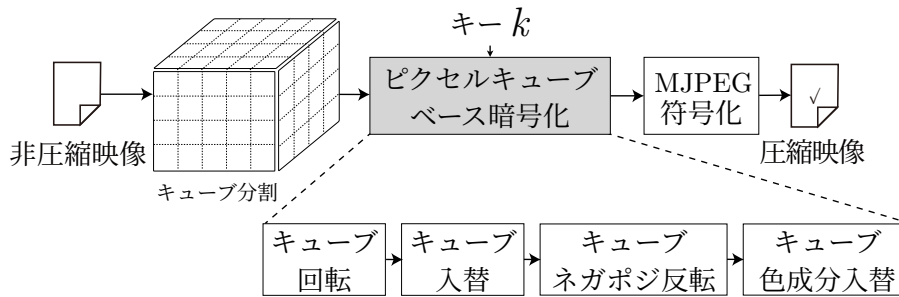 キー k
ピクセルキューブ
ベース暗号化
MJPEG
符号化
非圧縮映像
圧縮映像
キューブ分割
キューブ
回転
キューブ
入替
キューブ
ネガポジ反転
キューブ
色成分入替